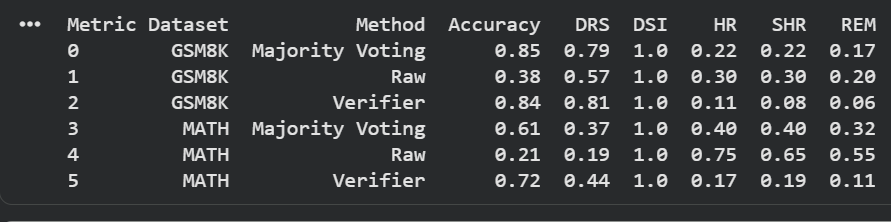 ••• Metric Dataset Method Accuracy DRS DSI HR SHR REM
0 GSM8K Majority Voting 0.85 0.79 1.0 0.22 0.22 0.17
1 GSM8K Raw 0.38 0.57 1.0 0.30 0.30 0.20
2 GSM8K Verifier 0.84 0.81 1.0 0.11 0.08 0.06
3 MATH Majority Voting 0.61 0.37 1.0 0.40 0.40 0.32
4 MATH Raw 0.21 0.19 1.0 0.75 0.65 0.55
5 MATH Verifier 0.72 0.44 1.0 0.17 0.19 0.11